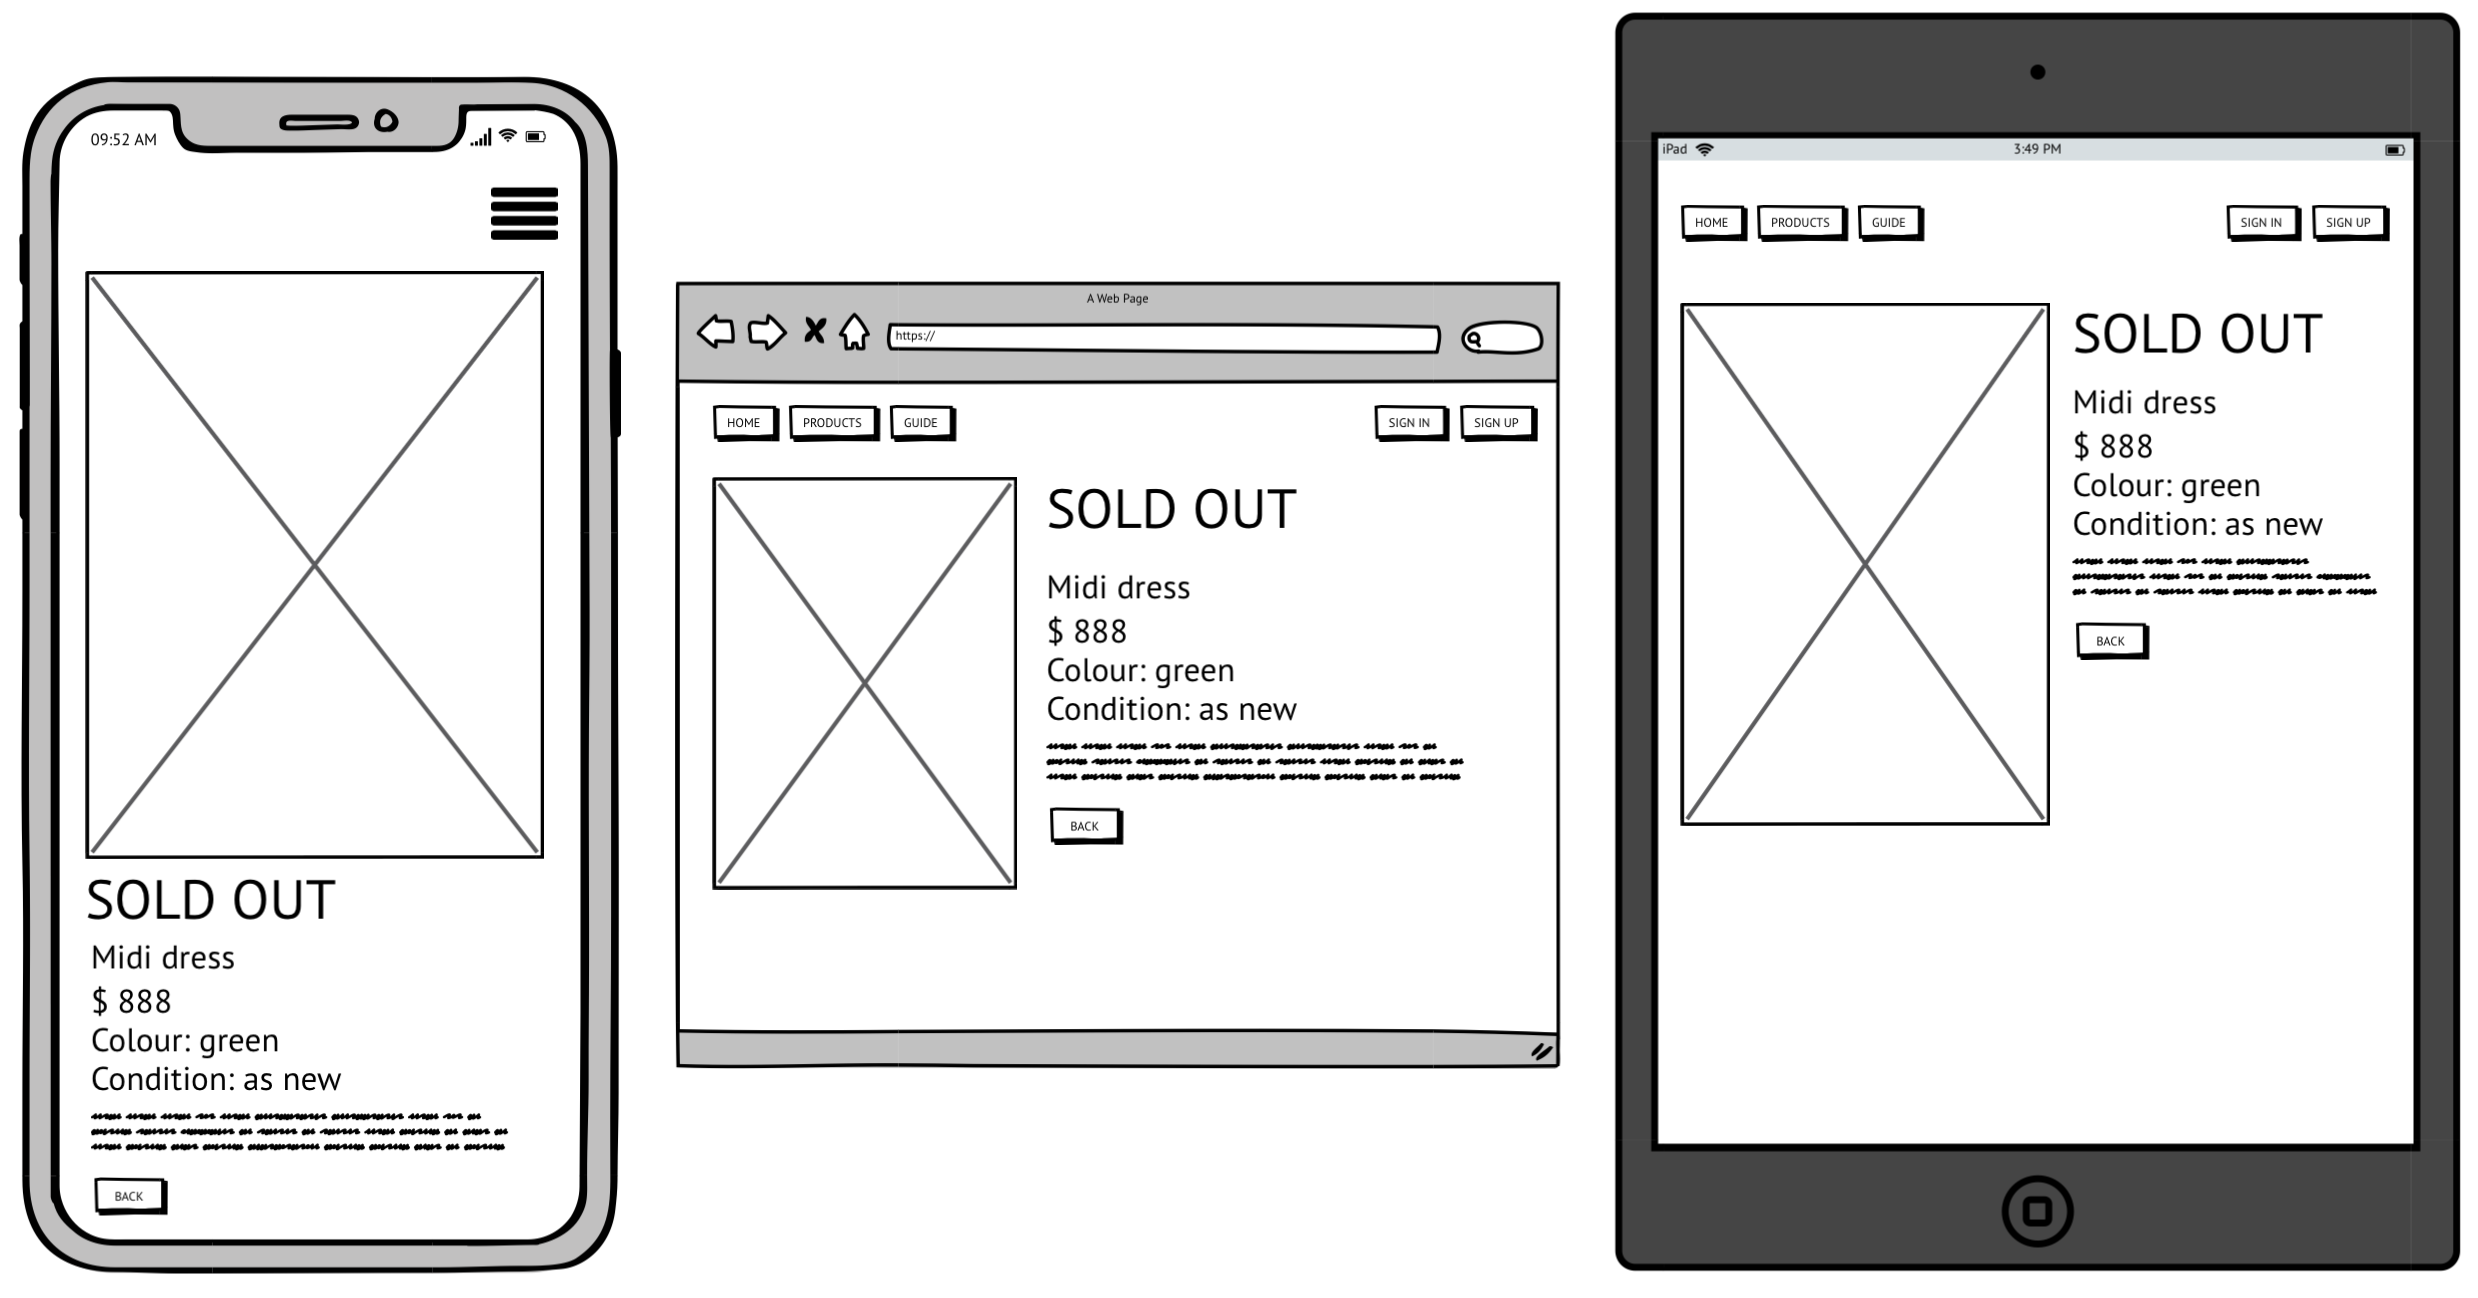 09:52 AM
SOLD OUT
Midi dress
$ 888
Colour: green
Condition: as new
BACK
A Web Page
https://
HOME PRODUCTS GUIDE SIGN IN SIGN UP
SOLD OUT
Midi dress
$ 888
Colour: green
Condition: as new
BACK
iPad 3:49 PM
HOME PRODUCTS GUIDE SIGN IN SIGN UP
SOLD OUT
Midi dress
$ 888
Colour: green
Condition: as new
BACK